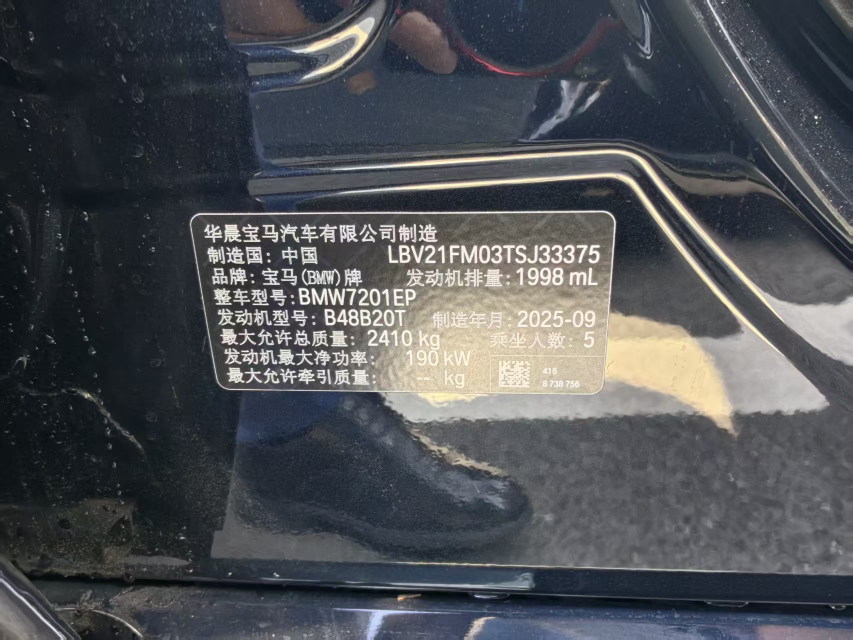 华晨宝马汽车有限公司制造
制造国: 中国 LBV21FM03TSJ33375
品牌: 宝马(BMW)牌 发动机排量: 1998 mL
整车型号: BMW7201EP
发动机型号: B48B20T 制造年月: 2025-09
最大允许总质量: 2410 kg 乘坐人数: 5
发动机最大净功率: 190 kW
最大允许牵引质量: -- kg
416
8 738 756